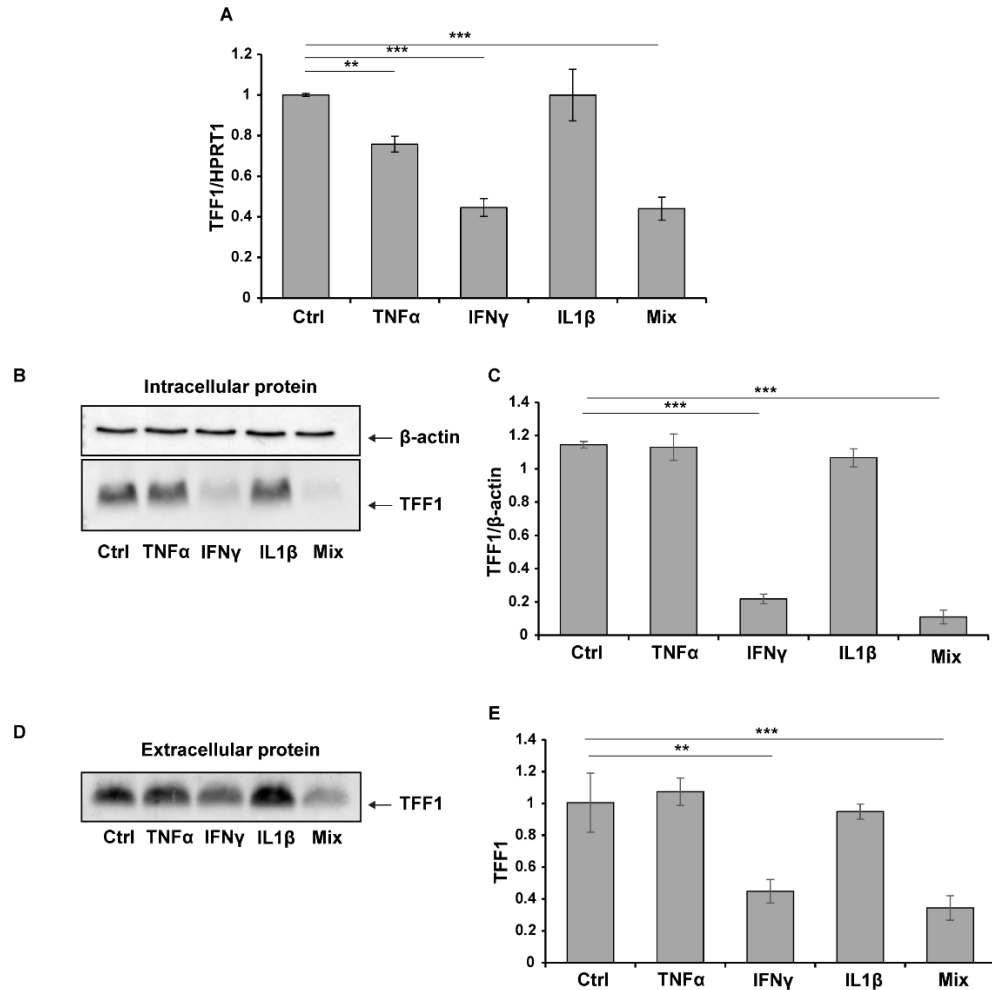 A
***
***
**
1.2
1
0.8
0.6
0.4
0.2
0
TFF1/HPRT1
Ctrl TNFα IFNγ IL1β Mix
B
Intracellular protein
β-actin
TFF1
Ctrl TNFα IFNγ IL1β Mix
C
***
***
1.4
1.2
1
0.8
0.6
0.4
0.2
0
TFF1/β-actin
Ctrl TNFα IFNγ IL1β Mix
D
Extracellular protein
TFF1
Ctrl TNFα IFNγ IL1β Mix
E
***
**
1.4
1.2
1
0.8
0.6
0.4
0.2
0
TFF1
Ctrl TNFα IFNγ IL1β Mix